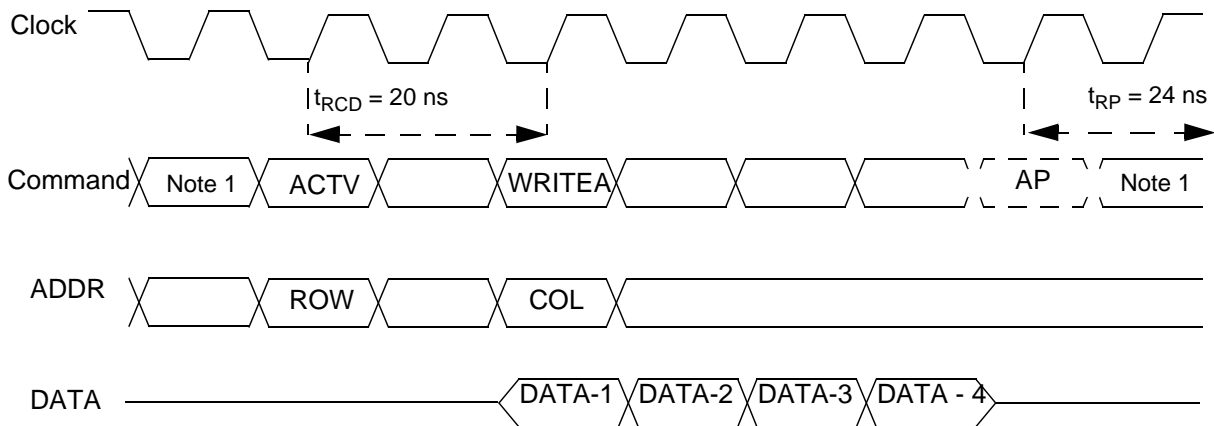 Clock
tRCD = 20 ns
tRP = 24 ns
Command Note 1 ACTV WRITEA AP Note 1
ADDR ROW COL
DATA DATA-1 DATA-2 DATA-3 DATA - 4